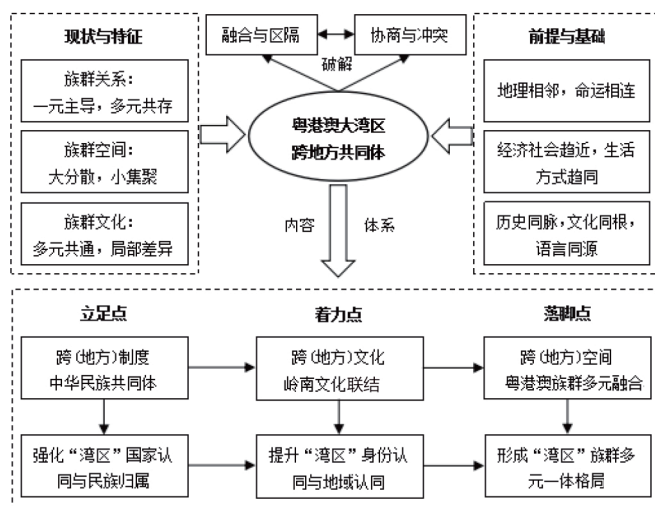 现状与特征
融合与区隔
协商与冲突
前提与基础
破解
族群关系：
一元主导，多元共存
族群空间：
大分散，小集聚
族群文化：
多元共通，局部差异
粤港澳大湾区
跨地方共同体
地理相邻，命运相连
经济社会趋近，生活
方式趋同
历史同脉，文化同根，
语言同源
内容
体系
立足点
着力点
落脚点
跨(地方)制度
中华民族共同体
跨(地方)文化
岭南文化联结
跨(地方)空间
粤港澳族群多元融合
强化“湾区”国家认
同与民族归属
提升“湾区”身份认
同与地域认同
形成“湾区”族群多
元一体格局